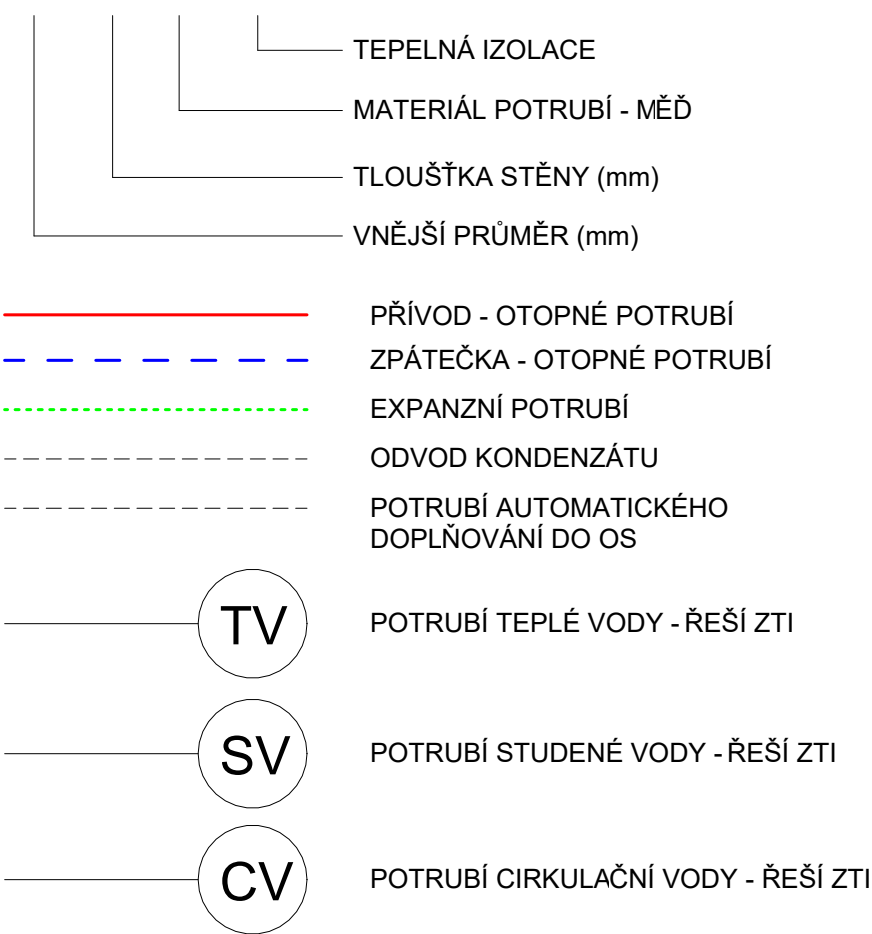 TEPELNÁ IZOLACE
MATERIÁL POTRUBÍ - MĚĎ
TLOUŠŤKA STĚNY (mm)
VNĚJŠÍ PRŮMĚR (mm)
PŘÍVOD - OTOPNÉ POTRUBÍ
ZPÁTEČKA - OTOPNÉ POTRUBÍ
EXPANZNÍ POTRUBÍ
ODVOD KONDENZÁTU
POTRUBÍ AUTOMATICKÉHO
DOPLŇOVÁNÍ DO OS
TV POTRUBÍ TEPLÉ VODY - ŘEŠÍ ZTI
SV POTRUBÍ STUDENÉ VODY - ŘEŠÍ ZTI
CV POTRUBÍ CIRKULAČNÍ VODY - ŘEŠÍ ZTI